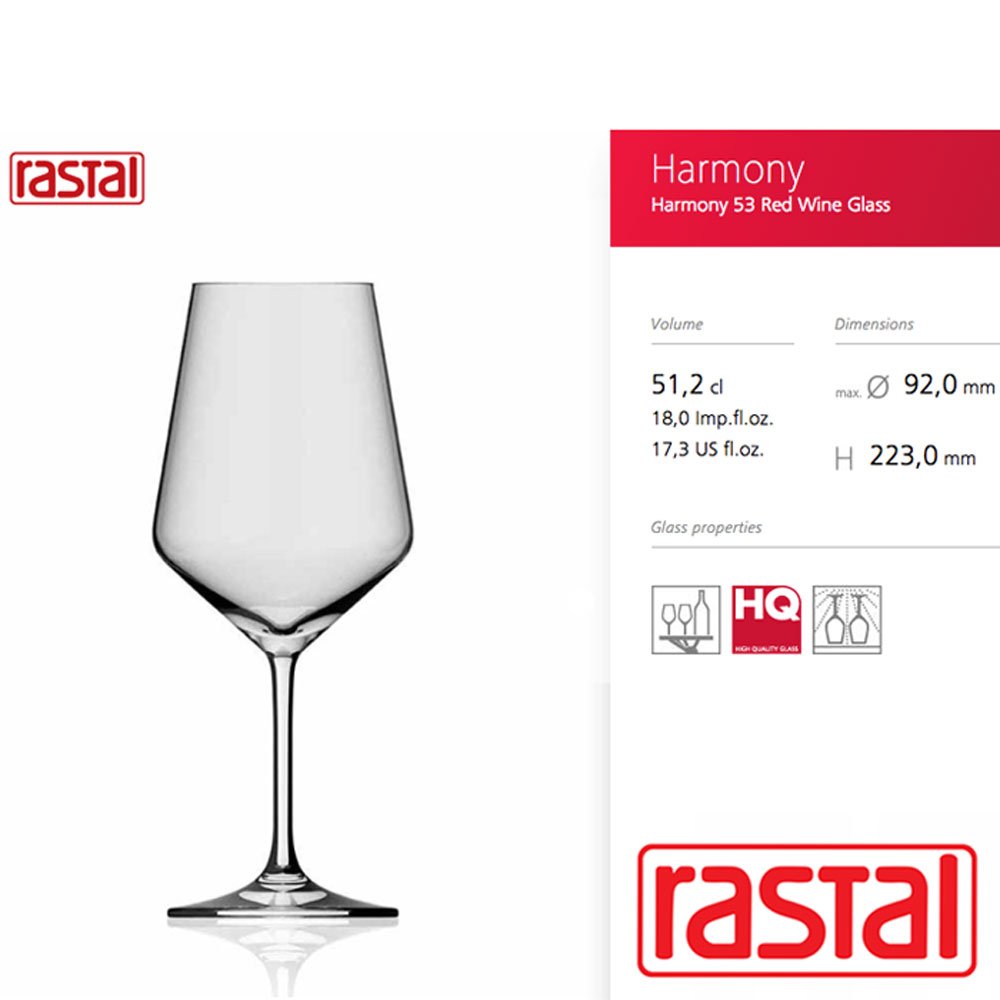 rastal
Harmony
Harmony 53 Red Wine Glass
Volume
Dimensions
51,2 cl
18,0 Imp.fl.oz.
17,3 US fl.oz.
max. Ø 92,0 mm
H 223,0 mm
Glass properties
HQ
HIGH QUALITY GLASS
rastal